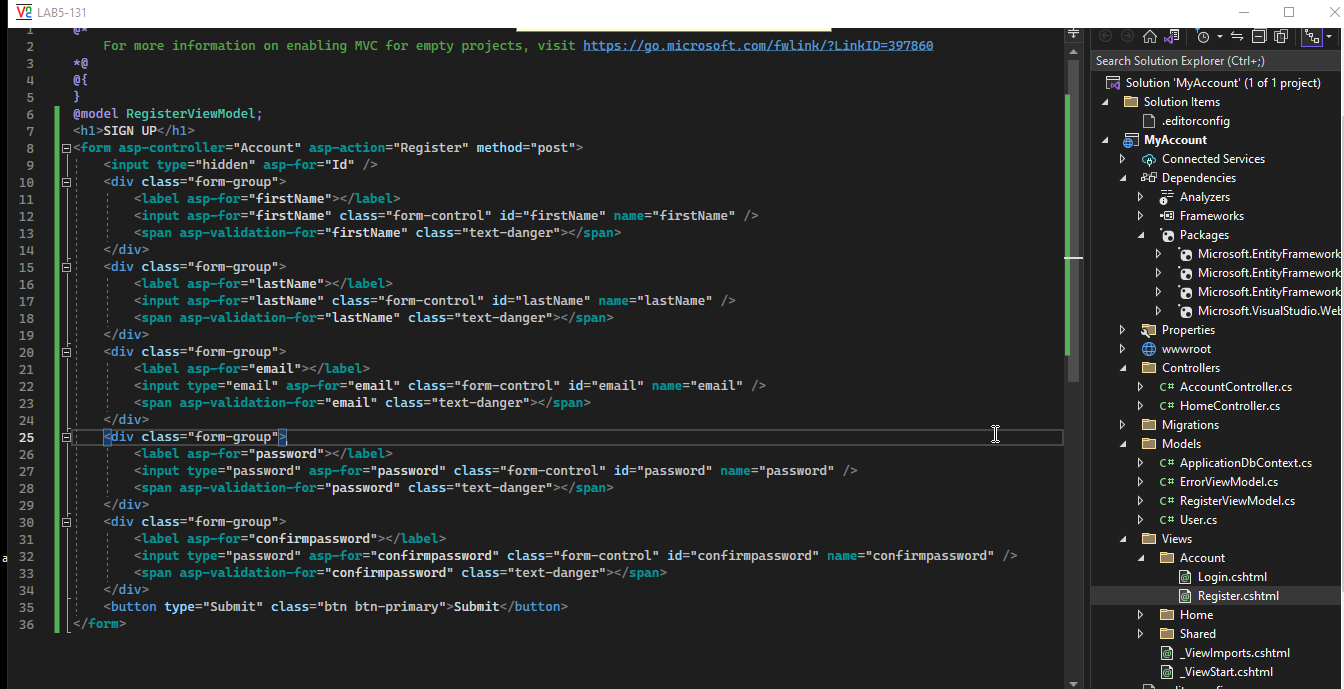 LAB5-131
1 @*
2 For more information on enabling MVC for empty projects, visit https://go.microsoft.com/fwlink/?LinkID=397860
3 *@
4 @{
5 }
6 @model RegisterViewModel;
7 <h1>SIGN UP</h1>
8 <form asp-controller="Account" asp-action="Register" method="post">
9 <input type="hidden" asp-for="Id" />
10 <div class="form-group">
11 <label asp-for="firstName"></label>
12 <input asp-for="firstName" class="form-control" id="firstName" name="firstName" />
13 <span asp-validation-for="firstName" class="text-danger"></span>
14 </div>
15 <div class="form-group">
16 <label asp-for="lastName"></label>
17 <input asp-for="lastName" class="form-control" id="lastName" name="lastName" />
18 <span asp-validation-for="lastName" class="text-danger"></span>
19 </div>
20 <div class="form-group">
21 <label asp-for="email"></label>
22 <input type="email" asp-for="email" class="form-control" id="email" name="email" />
23 <span asp-validation-for="email" class="text-danger"></span>
24 </div>
25 <div class="form-group">
26 <label asp-for="password"></label>
27 <input type="password" asp-for="password" class="form-control" id="password" name="password" />
28 <span asp-validation-for="password" class="text-danger"></span>
29 </div>
30 <div class="form-group">
31 <label asp-for="confirmpassword"></label>
32 <input type="password" asp-for="confirmpassword" class="form-control" id="confirmpassword" name="confirmpassword" />
33 <span asp-validation-for="confirmpassword" class="text-danger"></span>
34 </div>
35 <button type="Submit" class="btn btn-primary">Submit</button>
36 </form>
a
Search Solution Explorer (Ctrl+;)
Solution 'MyAccount' (1 of 1 project)
Solution Items
.editorconfig
MyAccount
Connected Services
Dependencies
Analyzers
Frameworks
Packages
Microsoft.EntityFramework
Microsoft.EntityFramework
Microsoft.EntityFramework
Microsoft.VisualStudio.Web
Properties
wwwroot
Controllers
C# AccountController.cs
C# HomeController.cs
Migrations
Models
C# ApplicationDbContext.cs
C# ErrorViewModel.cs
C# RegisterViewModel.cs
C# User.cs
Views
Account
Login.cshtml
Register.cshtml
Home
Shared
_ViewImports.cshtml
_ViewStart.cshtml